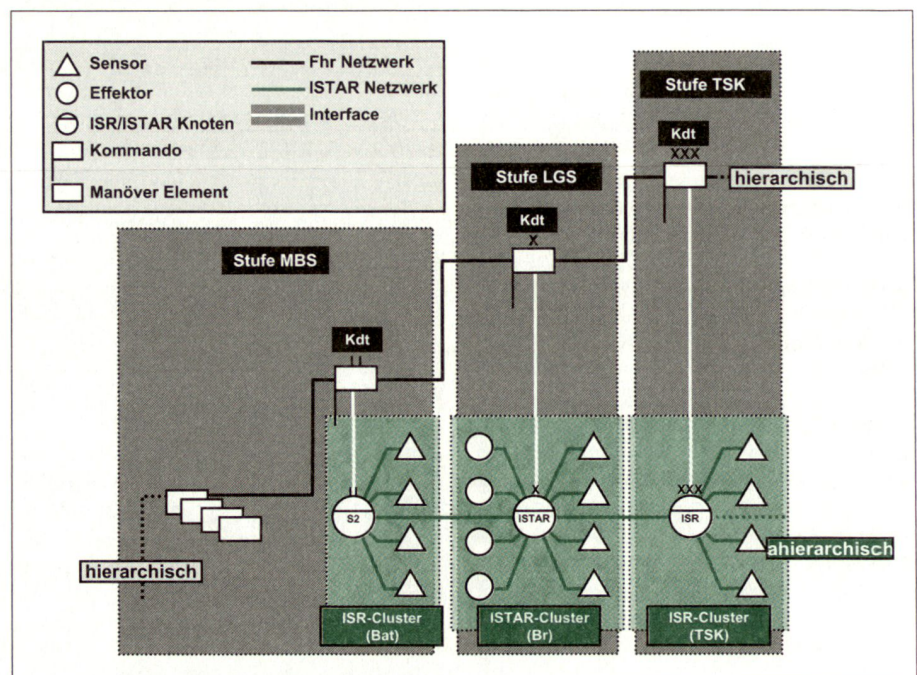 Sensor
Effektor
ISR/ISTAR Knoten
Kommando
Manöver Element
Fhr Netzwerk
ISTAR Netzwerk
Interface
Stufe TSK
Kdt
XXX
hierarchisch
Stufe LGS
Kdt
X
Stufe MBS
Kdt
II
hierarchisch
II
S2
X
ISTAR
XXX
ISR
ahierarchisch
ISR-Cluster
(Bat)
ISTAR-Cluster
(Br)
ISR-Cluster
(TSK)